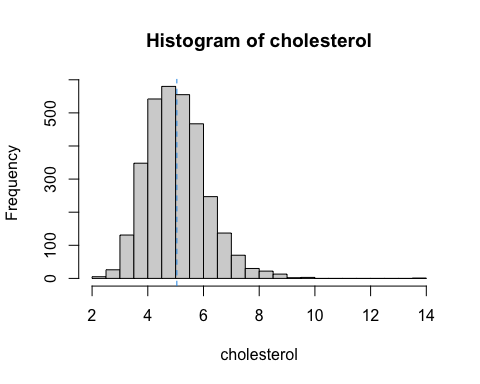 Histogram of cholesterol
Frequency
500
300
100
0
2 4 6 8 10 12 14
cholesterol